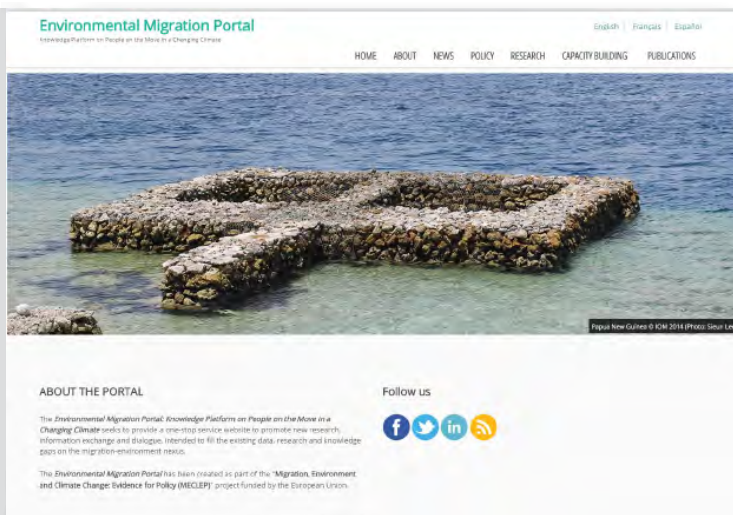 Environmental Migration Portal
Knowledge Platform on People on the Move in a Changing Climate
English Français Español
HOME ABOUT NEWS POLICY RESEARCH CAPACITY BUILDING PUBLICATIONS
Papua New Guinea © IOM 2014 (Photo: Sieun Lee
ABOUT THE PORTAL
The Environmental Migration Portal: Knowledge Platform on People on the Move in a
Changing Climate seeks to provide a one-stop service website to promote new research,
information exchange and dialogue, intended to fill the existing data, research and knowledge
gaps on the migration-environment nexus.
The Environmental Migration Portal has been created as part of the "Migration, Environment
and Climate Change: Evidence for Policy (MECLEP)" project funded by the European Union.
Follow us